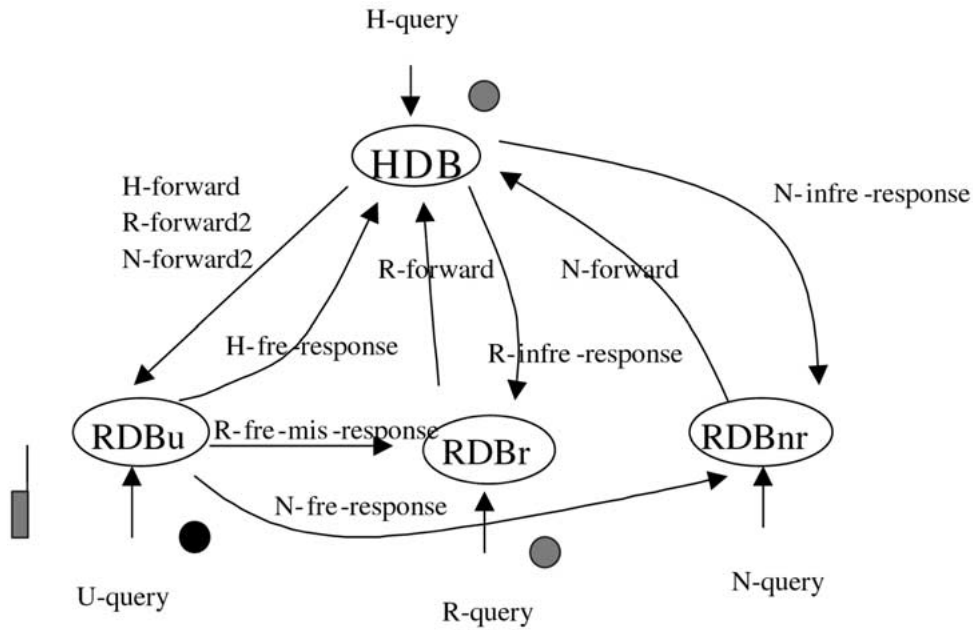 H-query
HDB
H-forward
R-forward2
N-forward2
N-infre-response
R-forward
N-forward
H-fre-response
R-infre-response
RDBu
R-fre-mis-response
RDBr
RDBnr
N-fre-response
U-query
R-query
N-query